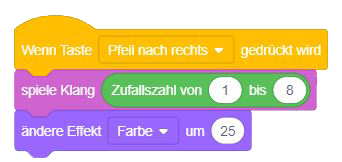 Wenn Taste Pfeil nach rechts gedrückt wird
spiele Klang Zufallszahl von 1 bis 8
ändere Effekt Farbe um 25